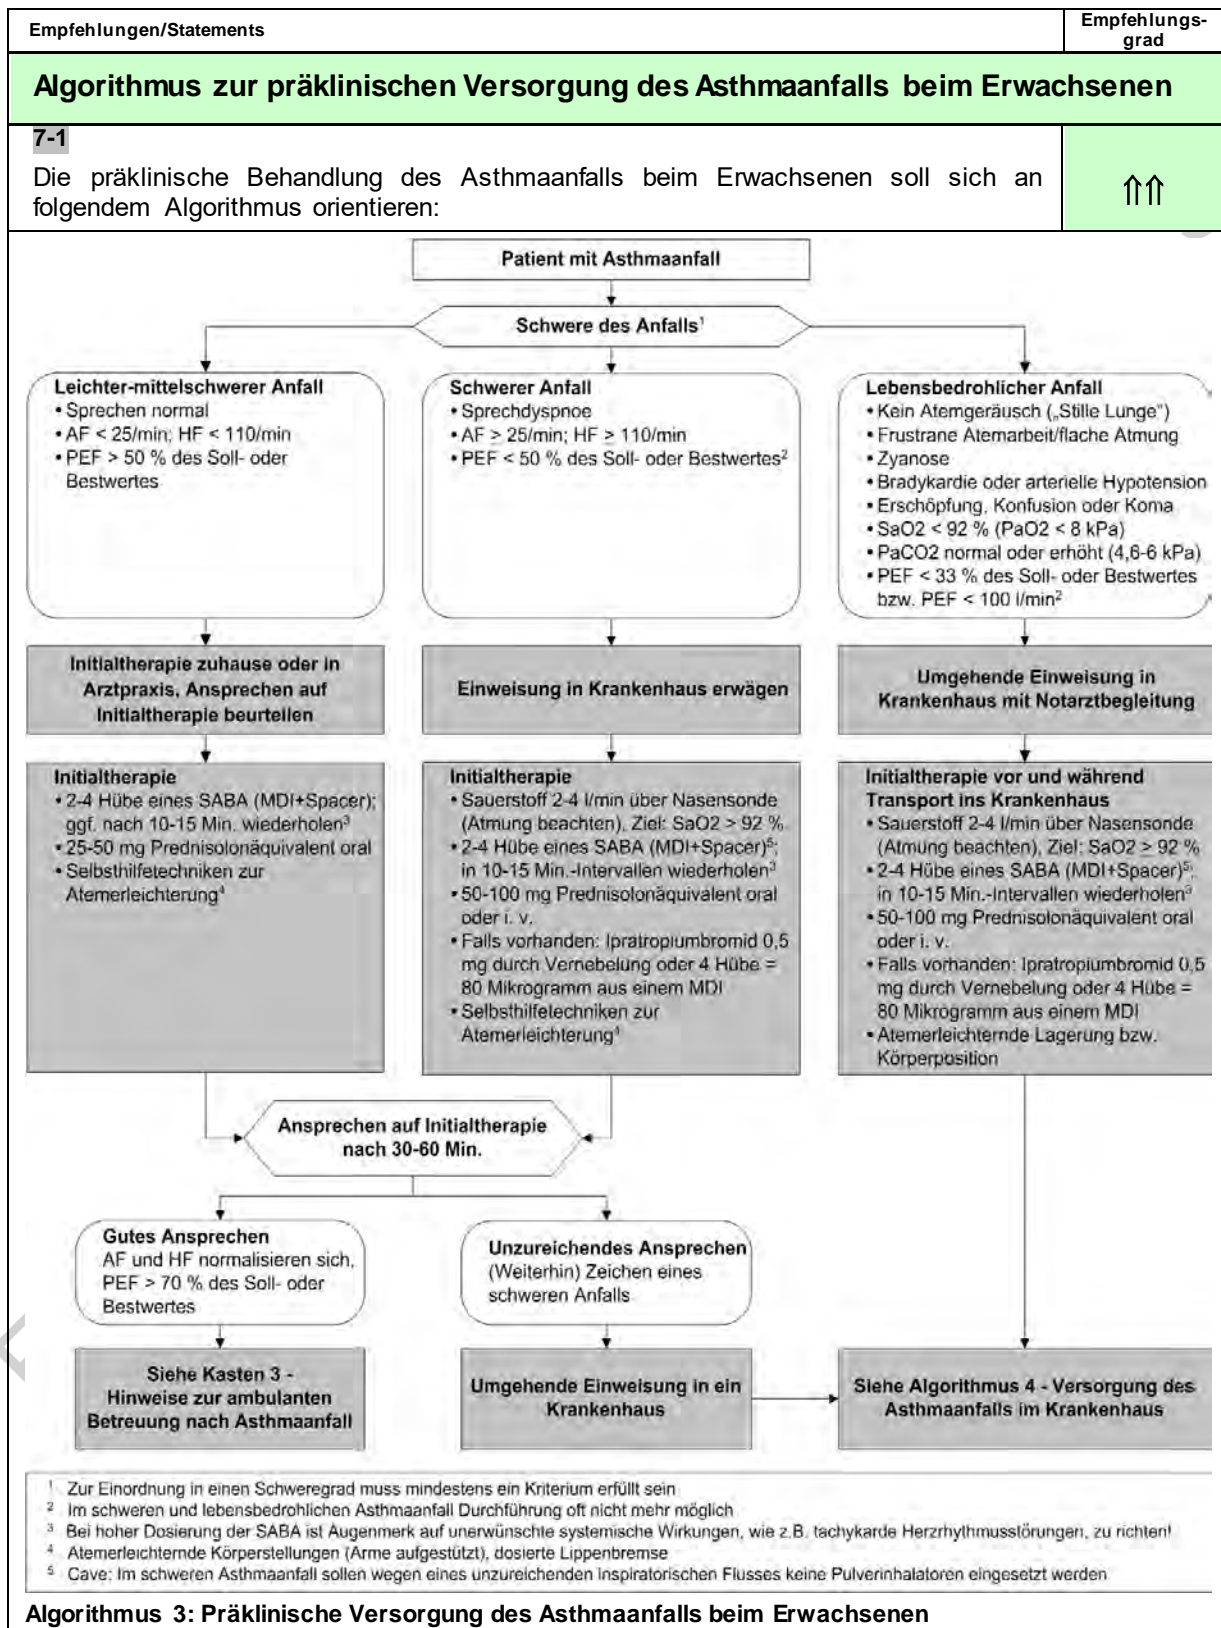 Empfehlungen/Statements
Empfehlungs-
grad
Algorithmus zur präklinischen Versorgung des Asthmaanfalls beim Erwachsenen
7-1
Die präklinische Behandlung des Asthmaanfalls beim Erwachsenen soll sich an
folgendem Algorithmus orientieren:
⇑⇑
Patient mit Asthmaanfall
Schwere des Anfalls¹
Leichter-mittelschwerer Anfall
• Sprechen normal
• AF < 25/min; HF < 110/min
• PEF > 50 % des Soll- oder
Bestwertes
Schwerer Anfall
• Sprechdyspnoe
• AF ≥ 25/min; HF ≥ 110/min
• PEF < 50 % des Soll- oder Bestwertes²
Lebensbedrohlicher Anfall
• Kein Atemgeräusch („Stille Lunge”)
• Frustrane Atemarbeit/flache Atmung
• Zyanose
• Bradykardie oder arterielle Hypotension
• Erschöpfung, Konfusion oder Koma
• SaO2 < 92 % (PaO2 < 8 kPa)
• PaCO2 normal oder erhöht (4,6-6 kPa)
• PEF < 33 % des Soll- oder Bestwertes
bzw. PEF < 100 l/min²
Initialtherapie zuhause oder in
Arztpraxis, Ansprechen auf
Initialtherapie beurteilen
Einweisung in Krankenhaus erwägen
Umgehende Einweisung in
Krankenhaus mit Notarztbegleitung
Initialtherapie
• 2-4 Hübe eines SABA (MDI+Spacer);
ggf. nach 10-15 Min. wiederholen³
• 25-50 mg Prednisolonäquivalent oral
• Selbsthilfetechniken zur
Atemerleichterung⁴
Initialtherapie
• Sauerstoff 2-4 l/min über Nasensonde
(Atmung beachten), Ziel: SaO2 > 92 %
• 2-4 Hübe eines SABA (MDI+Spacer)⁵;
in 10-15 Min.-Intervallen wiederholen³
• 50-100 mg Prednisolonäquivalent oral
oder i. v.
• Falls vorhanden: Ipratropiumbromid 0,5
mg durch Vernebelung oder 4 Hübe =
80 Mikrogramm aus einem MDI
• Selbsthilfetechniken zur
Atemerleichterung⁴
Initialtherapie vor und während
Transport ins Krankenhaus
• Sauerstoff 2-4 l/min über Nasensonde
(Atmung beachten), Ziel: SaO2 ≥ 92 %
• 2-4 Hübe eines SABA (MDI+Spacer)⁵;
in 10-15 Min.-Intervallen wiederholen³
• 50-100 mg Prednisolonäquivalent oral
oder i. v.
• Falls vorhanden: Ipratropiumbromid 0,5
mg durch Vernebelung oder 4 Hübe =
80 Mikrogramm aus einem MDI
• Atemerleichternde Lagerung bzw.
Körperposition
Ansprechen auf Initialtherapie
nach 30-60 Min.
Gutes Ansprechen
AF und HF normalisieren sich,
PEF > 70 % des Soll- oder
Bestwertes
Unzureichendes Ansprechen
(Weiterhin) Zeichen eines
schweren Anfalls
Siehe Kasten 3 -
Hinweise zur ambulanten
Betreuung nach Asthmaanfall
Umgehende Einweisung in ein
Krankenhaus
Siehe Algorithmus 4 - Versorgung des
Asthmaanfalls im Krankenhaus
¹ Zur Einordnung in einen Schweregrad muss mindestens ein Kriterium erfüllt sein
² Im schweren und lebensbedrohlichen Asthmaanfall Durchführung oft nicht mehr möglich
³ Bei hoher Dosierung der SABA ist Augenmerk auf unerwünschte systemische Wirkungen, wie z.B. tachykarde Herzrhythmusstörungen, zu richten!
⁴ Atemerleichternde Körperstellungen (Arme aufgestützt), dosierte Lippenbremse
⁵ Cave: Im schweren Asthmaanfall sollen wegen eines unzureichenden inspiratorischen Flusses keine Pulverinhalatoren eingesetzt werden
Algorithmus 3: Präklinische Versorgung des Asthmaanfalls beim Erwachsenen